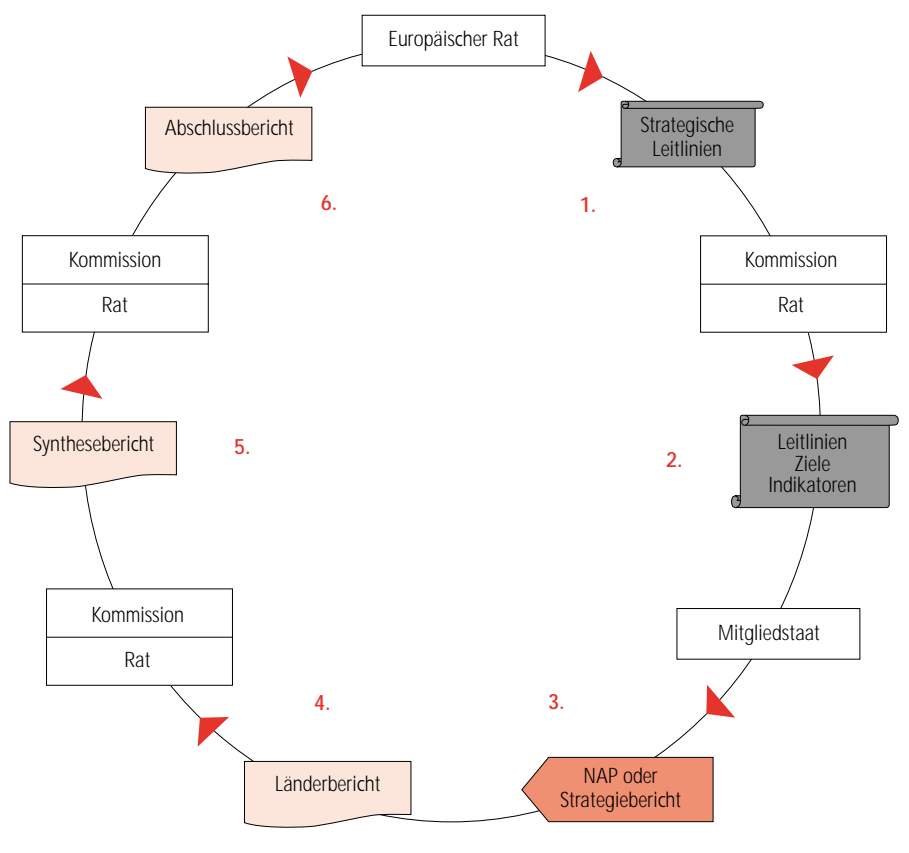 Europäischer Rat
Strategische
Leitlinien
1.
Kommission
Rat
Leitlinien
Ziele
Indikatoren
2.
Mitgliedstaat
3.
NAP oder
Strategiebericht
Länderbericht
4.
Kommission
Rat
Synthesebericht
5.
Kommission
Rat
Abschlussbericht
6.